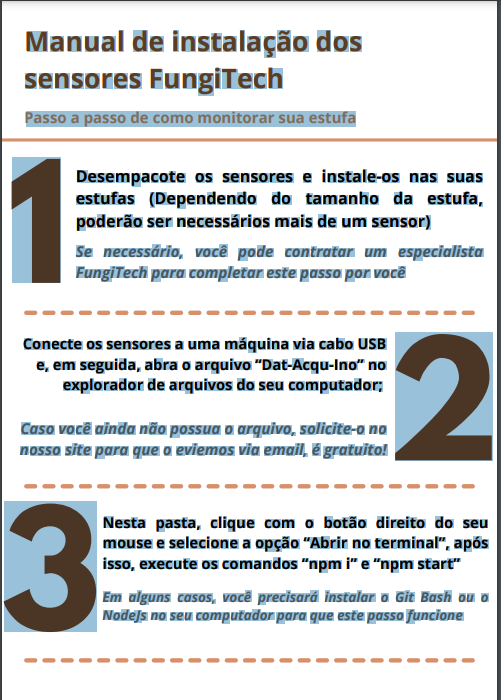 Manual de instalação dos
sensores FungiTech
Passo a passo de como monitorar sua estufa
1
Desempacote os sensores e instale-os nas suas
estufas (Dependendo do tamanho da estufa,
poderão ser necessários mais de um sensor)
Se necessário, você pode contratar um especialista
FungiTech para completar este passo por você
2
Conecte os sensores a uma máquina via cabo USB
e, em seguida, abra o arquivo “Dat-Acqu-Ino” no
explorador de arquivos do seu computador;
Caso você ainda não possua o arquivo, solicite-o no
nosso site para que o eviemos via email, é gratuito!
3
Nesta pasta, clique com o botão direito do seu
mouse e selecione a opção “Abrir no terminal”, após
isso, execute os comandos “npm i” e “npm start”
Em alguns casos, você precisará instalar o Git Bash ou o
NodeJs no seu computador para que este passo funcione